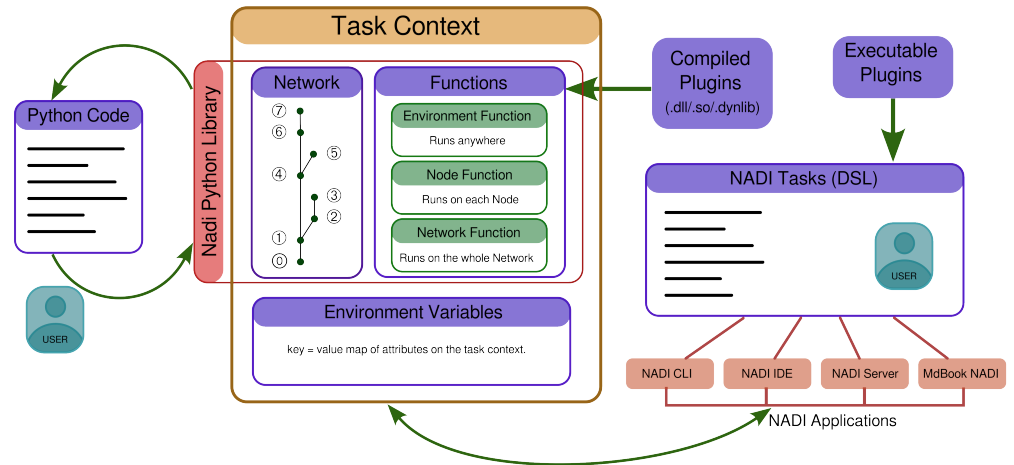 Task Context
Python Code
USER
Nadi Python Library
Network
⑦
⑥
⑤
④
③
②
①
⓪
Functions
Environment Function
Runs anywhere
Node Function
Runs on each Node
Network Function
Runs on the whole Network
Environment Variables
key = value map of attributes on the task context.
Compiled
Plugins
(.dll/.so/.dynlib)
Executable
Plugins
NADI Tasks (DSL)
USER
NADI CLI
NADI IDE
NADI Server
MdBook NADI
NADI Applications